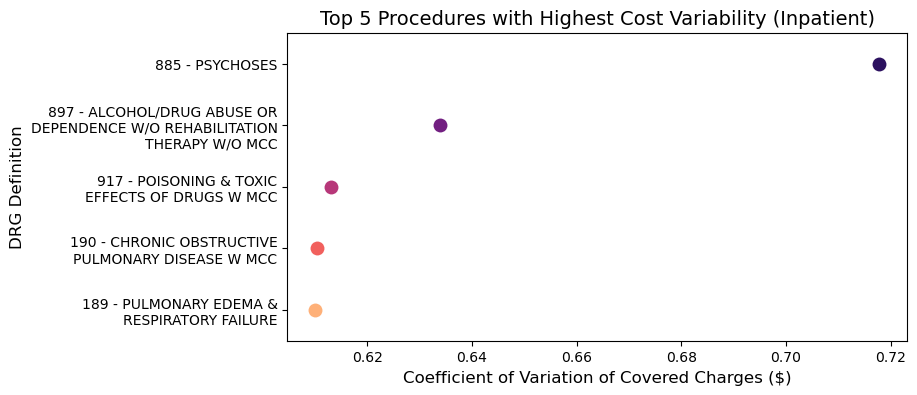 Top 5 Procedures with Highest Cost Variability (Inpatient)
DRG Definition
885 - PSYCHOSES
897 - ALCOHOL/DRUG ABUSE OR
DEPENDENCE W/O REHABILITATION
THERAPY W/O MCC
917 - POISONING & TOXIC
EFFECTS OF DRUGS W MCC
190 - CHRONIC OBSTRUCTIVE
PULMONARY DISEASE W MCC
189 - PULMONARY EDEMA &
RESPIRATORY FAILURE
0.62 0.64 0.66 0.68 0.70 0.72
Coefficient of Variation of Covered Charges ($)